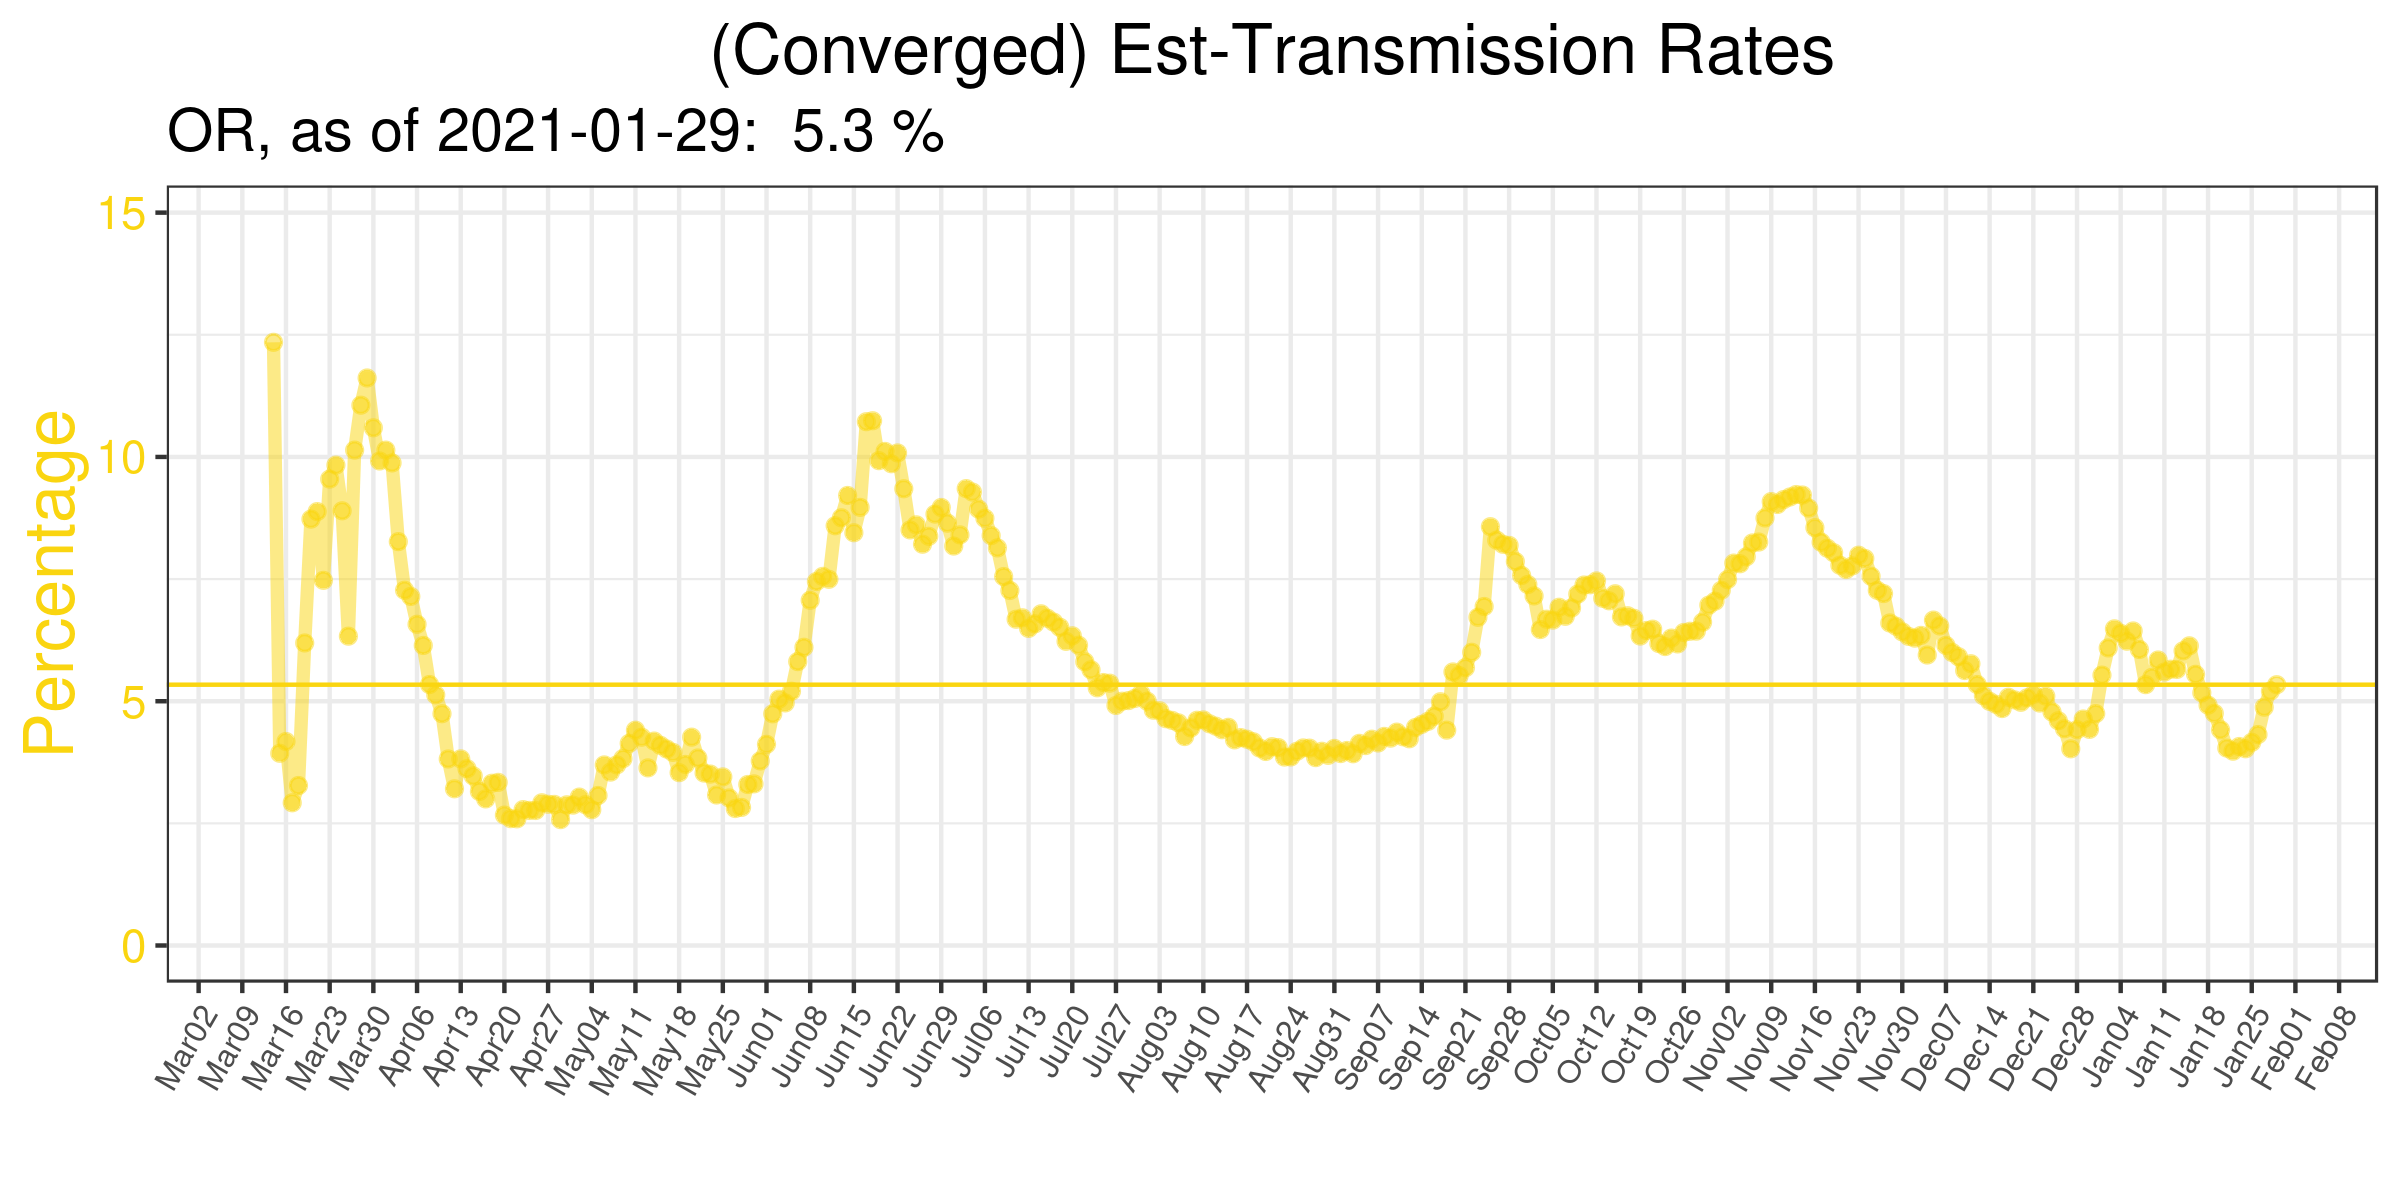 (Converged) Est-Transmission Rates
OR, as of 2021-01-29:  5.3 %
Percentage
15
10
5
0
Mar02
Mar09
Mar16
Mar23
Mar30
Apr06
Apr13
Apr20
Apr27
May04
May11
May18
May25
Jun01
Jun08
Jun15
Jun22
Jun29
Jul06
Jul13
Jul20
Jul27
Aug03
Aug10
Aug17
Aug24
Aug31
Sep07
Sep14
Sep21
Sep28
Oct05
Oct12
Oct19
Oct26
Nov02
Nov09
Nov16
Nov23
Nov30
Dec07
Dec14
Dec21
Dec28
Jan04
Jan11
Jan18
Jan25
Feb01
Feb08